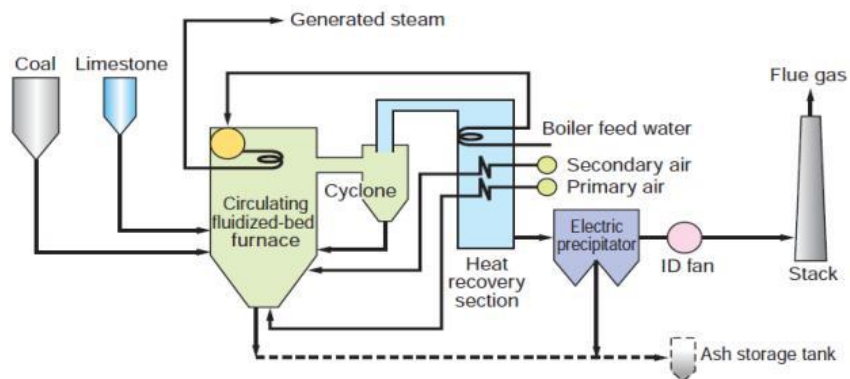 Generated steam
Coal
Limestone
Flue gas
Boiler feed water
Secondary air
Primary air
Cyclone
Circulating
fluidized-bed
furnace
Electric
precipitator
ID fan
Stack
Heat
recovery
section
Ash storage tank